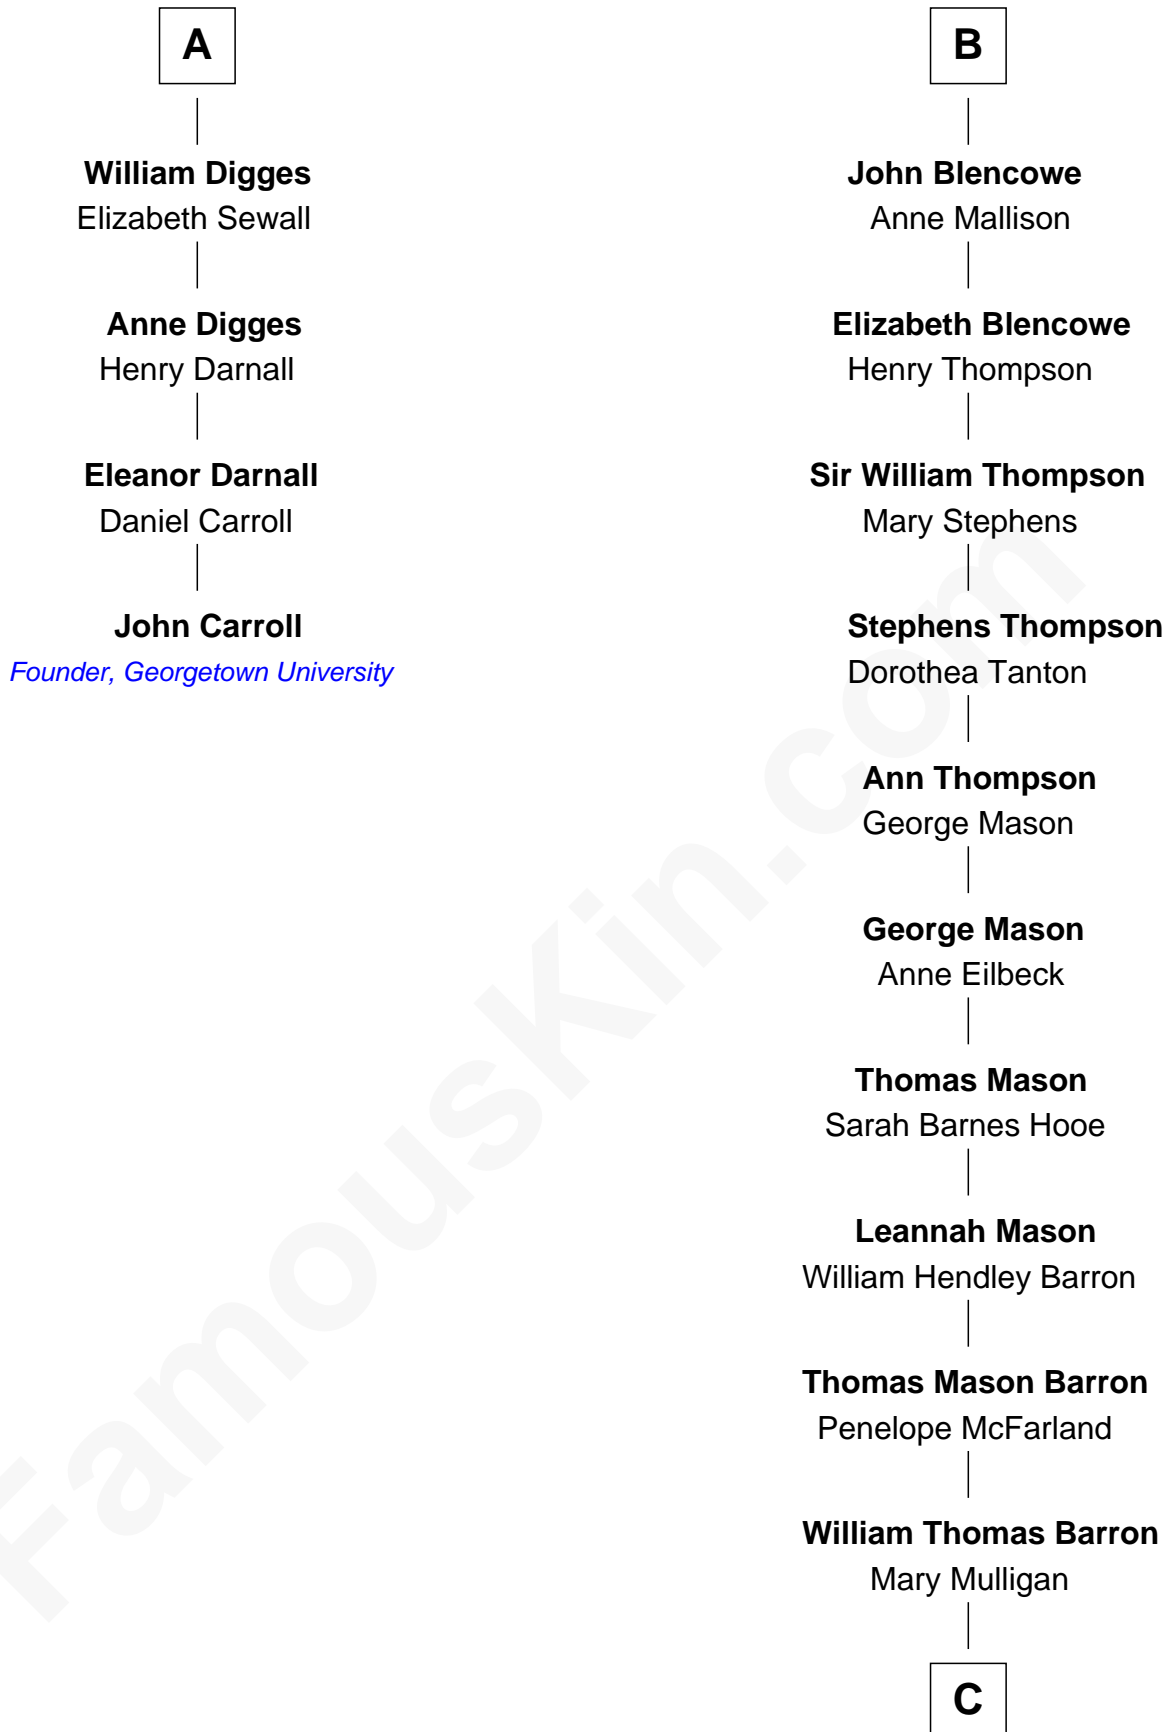 A
William Digges
Elizabeth Sewall
Anne Digges
Henry Darnall
Eleanor Darnall
Daniel Carroll
John Carroll
Founder, Georgetown University
B
John Blencowe
Anne Mallison
Elizabeth Blencowe
Henry Thompson
Sir William Thompson
Mary Stephens
Stephens Thompson
Dorothea Tanton
Ann Thompson
George Mason
George Mason
Anne Eilbeck
Thomas Mason
Sarah Barnes Hooe
Leannah Mason
William Hendley Barron
Thomas Mason Barron
Penelope McFarland
William Thomas Barron
Mary Mulligan
C
FamousKin.com